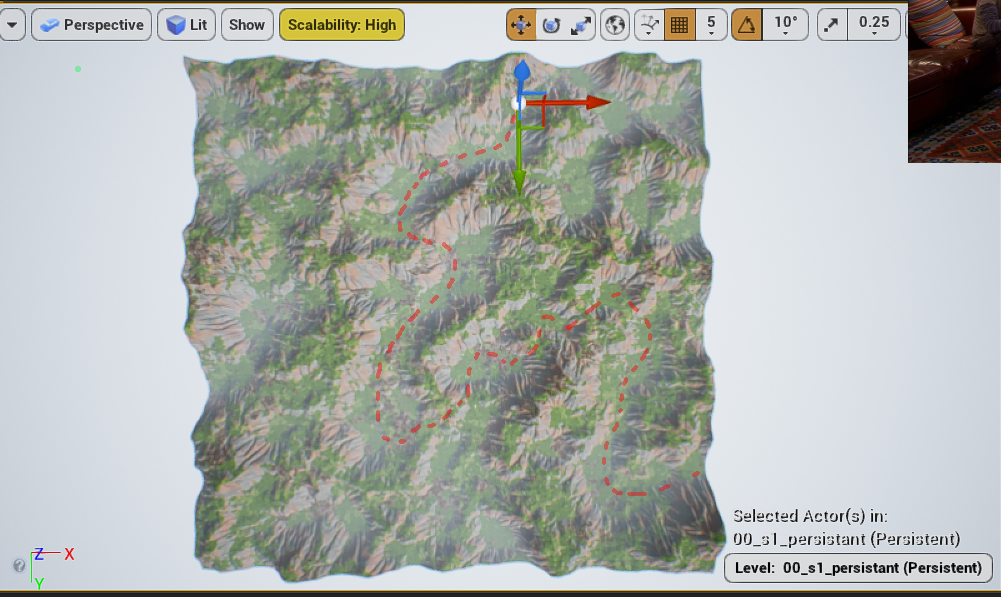 Perspective
Lit
Show
Scalability: High
5
10°
0.25
Selected Actor(s) in:
00_s1_persistant (Persistent)
Level: 00_s1_persistant (Persistent)
Z
X
Y
?